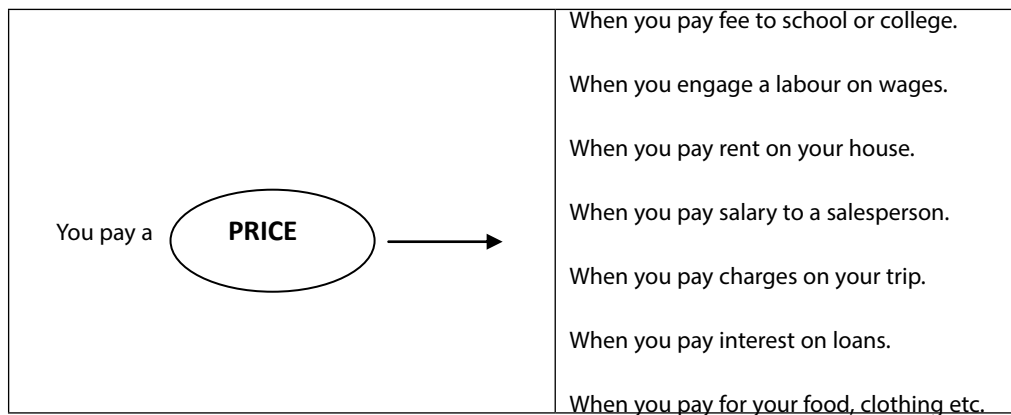 When you pay fee to school or college.
When you engage a labour on wages.
When you pay rent on your house.
When you pay salary to a salesperson.
You pay a PRICE
When you pay charges on your trip.
When you pay interest on loans.
When you pay for your food, clothing etc.